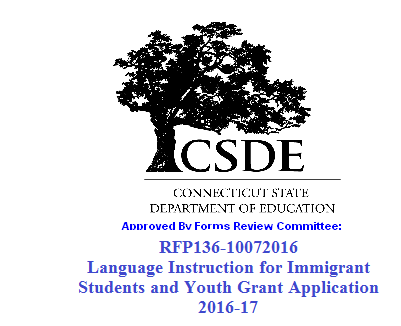 CSDE
CONNECTICUT STATE
DEPARTMENT OF EDUCATION
Approved By Forms Review Committee:
RFP136-10072016
Language Instruction for Immigrant
Students and Youth Grant Application
2016-17